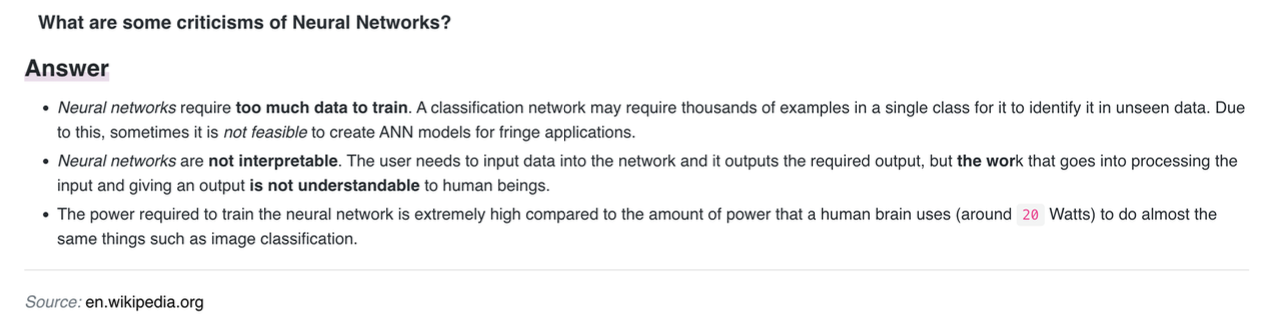 What are some criticisms of Neural Networks?
Answer
Neural networks require too much data to train. A classification network may require thousands of examples in a single class for it to identify it in unseen data. Due
to this, sometimes it is not feasible to create ANN models for fringe applications.
Neural networks are not interpretable. The user needs to input data into the network and it outputs the required output, but the work that goes into processing the
input and giving an output is not understandable to human beings.
The power required to train the neural network is extremely high compared to the amount of power that a human brain uses (around 20 Watts) to do almost the
same things such as image classification.
Source: en.wikipedia.org